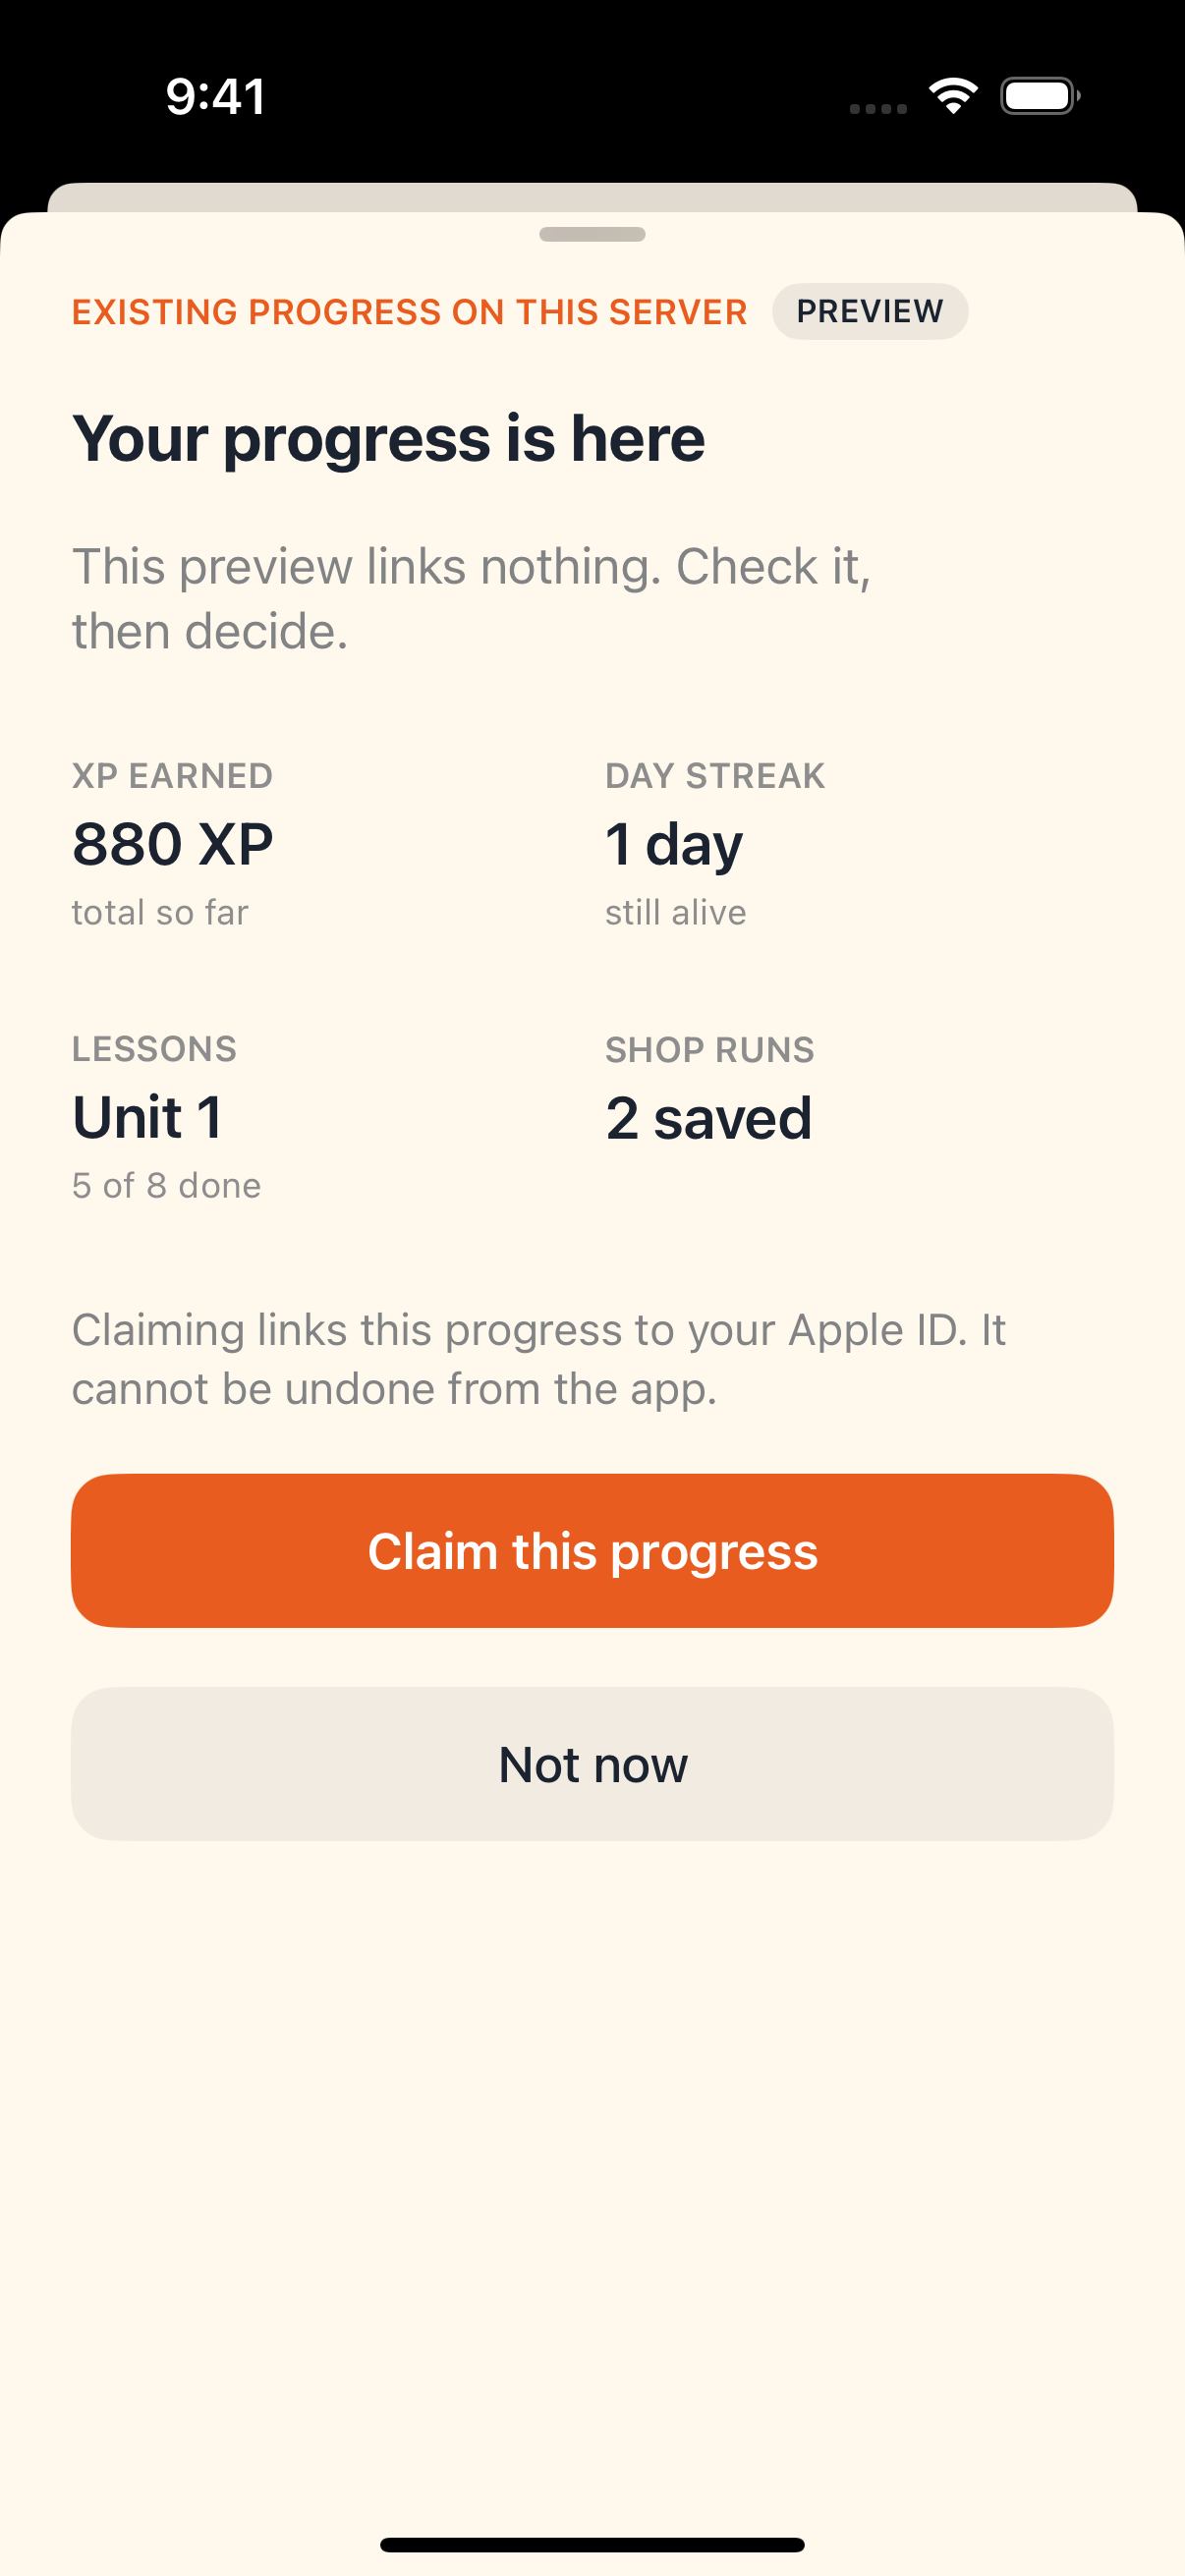 9:41
EXISTING PROGRESS ON THIS SERVER PREVIEW
Your progress is here
This preview links nothing. Check it,
then decide.
XP EARNED
880 XP
total so far
DAY STREAK
1 day
still alive
LESSONS
Unit 1
5 of 8 done
SHOP RUNS
2 saved
Claiming links this progress to your Apple ID. It
cannot be undone from the app.
Claim this progress
Not now